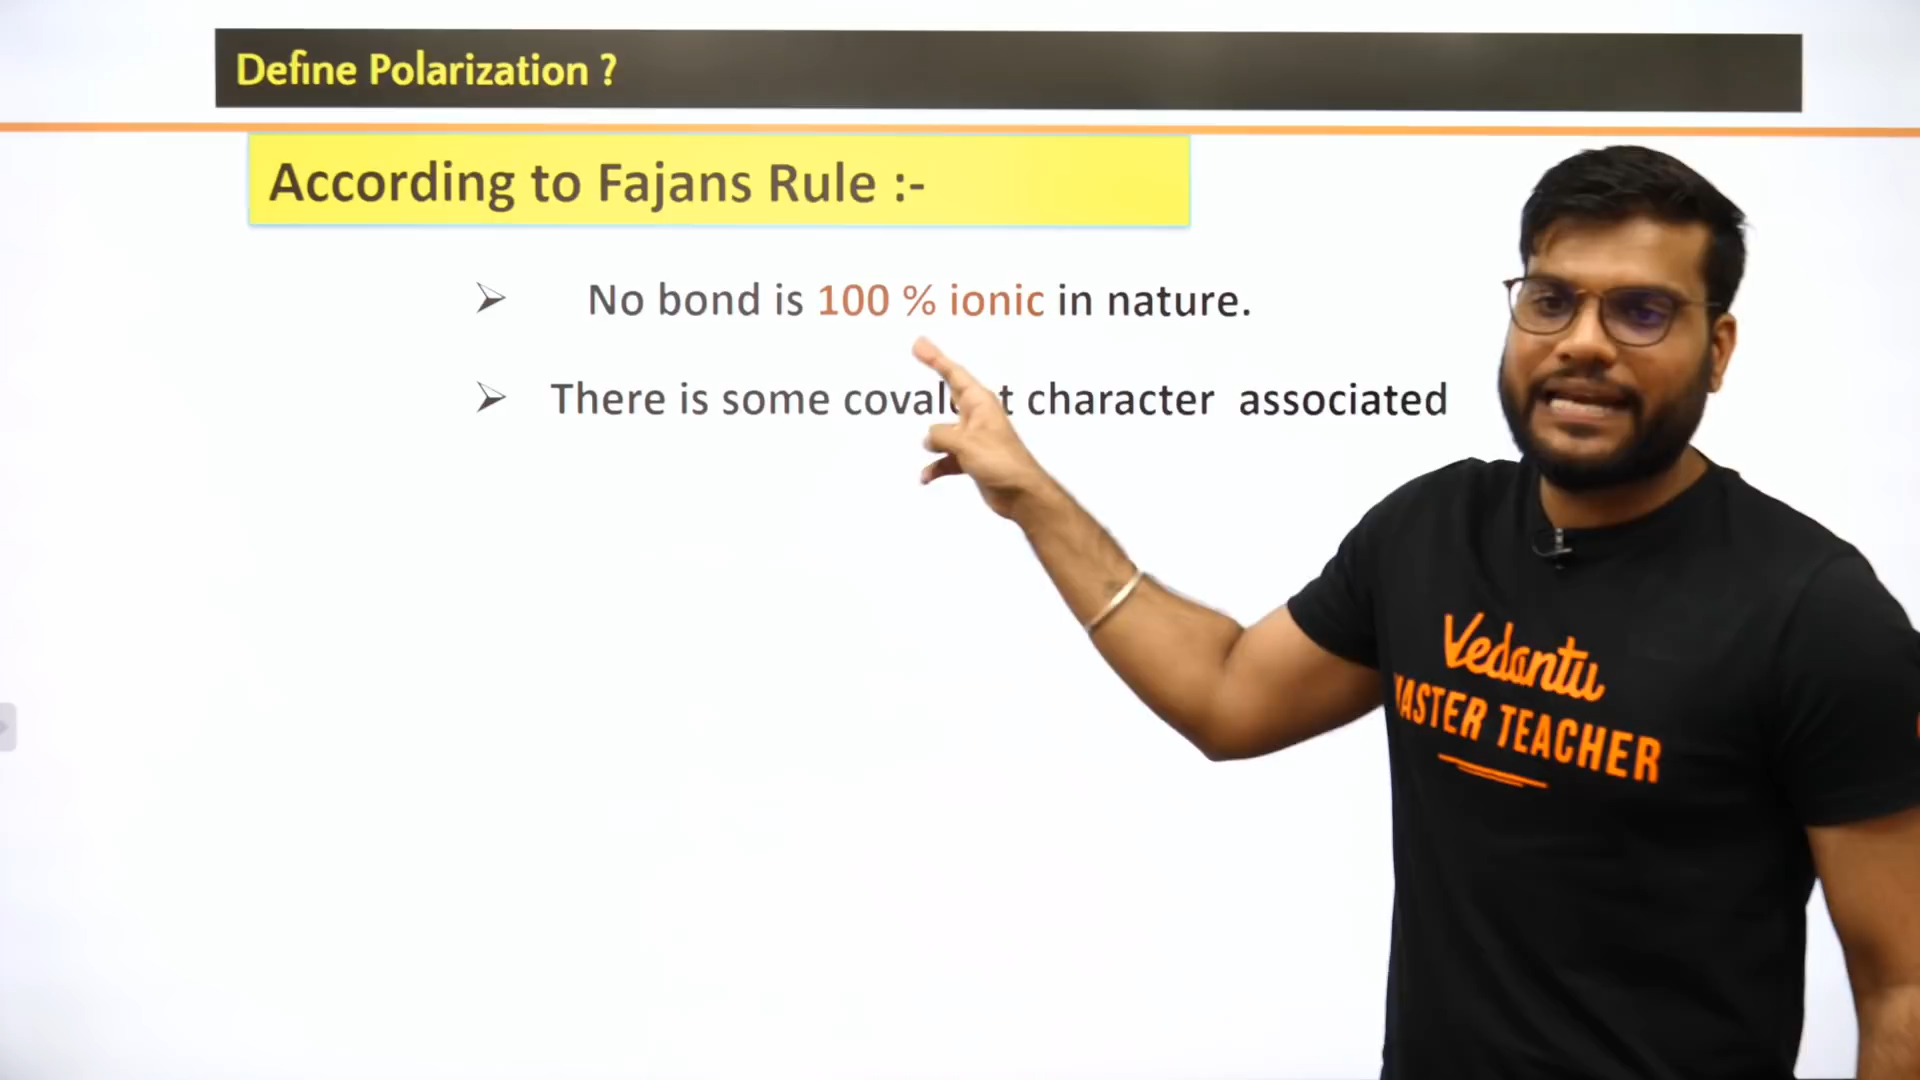 Define Polarization ?
According to Fajans Rule :-
➢ No bond is 100 % ionic in nature.
➢ There is some character associated
Vedantu
TEACHER